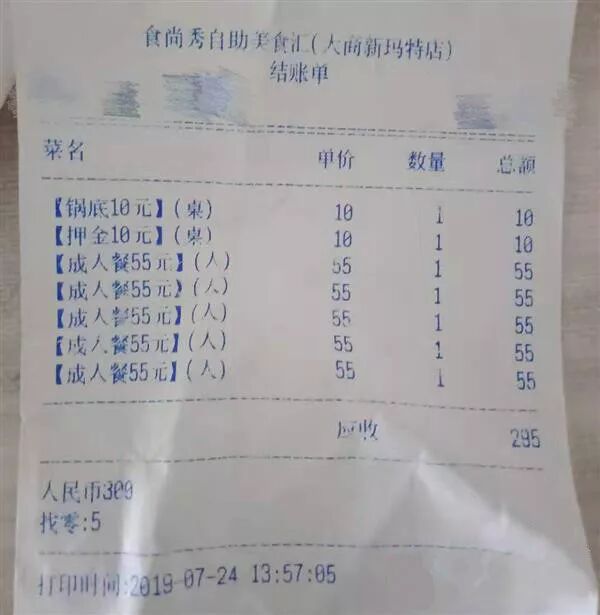 食尚秀自助美食汇(大商新玛特店)
结账单
菜名 单价 数量 总额
【锅底10元】(桌) 10 1 10
【押金10元】(桌) 10 1 10
【成人餐55元】(人) 55 1 55
【成人餐55元】(人) 55 1 55
【成人餐55元】(人) 55 1 55
【成人餐55元】(人) 55 1 55
【成人餐55元】(人) 55 1 55
应收 295
人民币300
找零:5
打印时间:2019-07-24 13:57:05